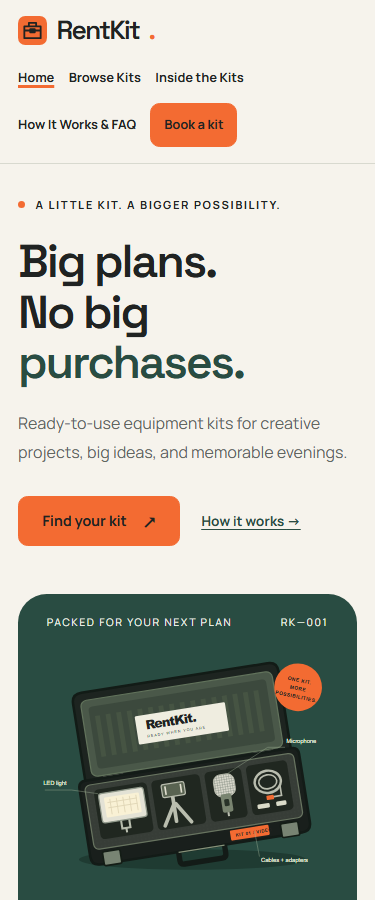 RentKit .
Home Browse Kits Inside the Kits
How It Works & FAQ Book a kit
A LITTLE KIT. A BIGGER POSSIBILITY.
Big plans.
No big
purchases.
Ready-to-use equipment kits for creative
projects, big ideas, and memorable evenings.
Find your kit ↗ How it works →
PACKED FOR YOUR NEXT PLAN RK—001
ONE KIT.
MORE
POSSIBILITIES.
RentKit.
READY WHEN YOU ARE
Microphone
LED light
KIT 01 / VIDE
Cables + adapters